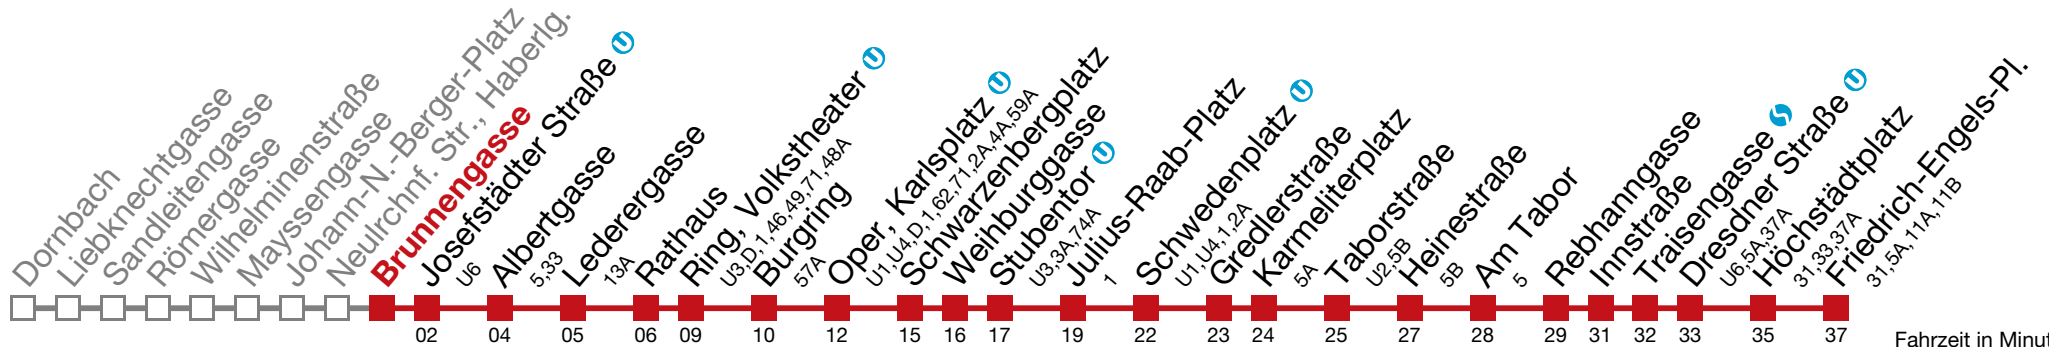 Dornbach
Liebknechtgasse
Sandleitengasse
Römergasse
Wilhelminenstraße
Mayssengasse
Johann-N.-Berger-Platz
Neulrchnf. Str., Haberlg.
Brunnengasse
Josefstädter Straße U
U6
Albertgasse
5,33
Lederergasse
13A
Rathaus
Ring, Volkstheater U
U3,D,1,46,49,71,48A
Burgring
57A
Oper, Karlsplatz U
U1,U4,D,1,62,71,2A,4A,59A
Schwarzenbergplatz
Weihburggasse
Stubentor U
U3,3A,74A
Julius-Raab-Platz
1
Schwedenplatz U
U1,U4,1,2A
Gredlerstraße
Karmeliterplatz
5A
Taborstraße
U2,5B
Heinestraße
5B
Am Tabor
5
Rebhanngasse
Innstraße
Traisengasse
Dresdner Straße U
U6,5A,37A
Höchstädtplatz
31,33,37A
Friedrich-Engels-Pl.
31,5A,11A,11B
02 04 05 06 09 10 12 15 16 17 19 22 23 24 25 27 28 29 31 32 33 35 37
Fahrzeit in Minut